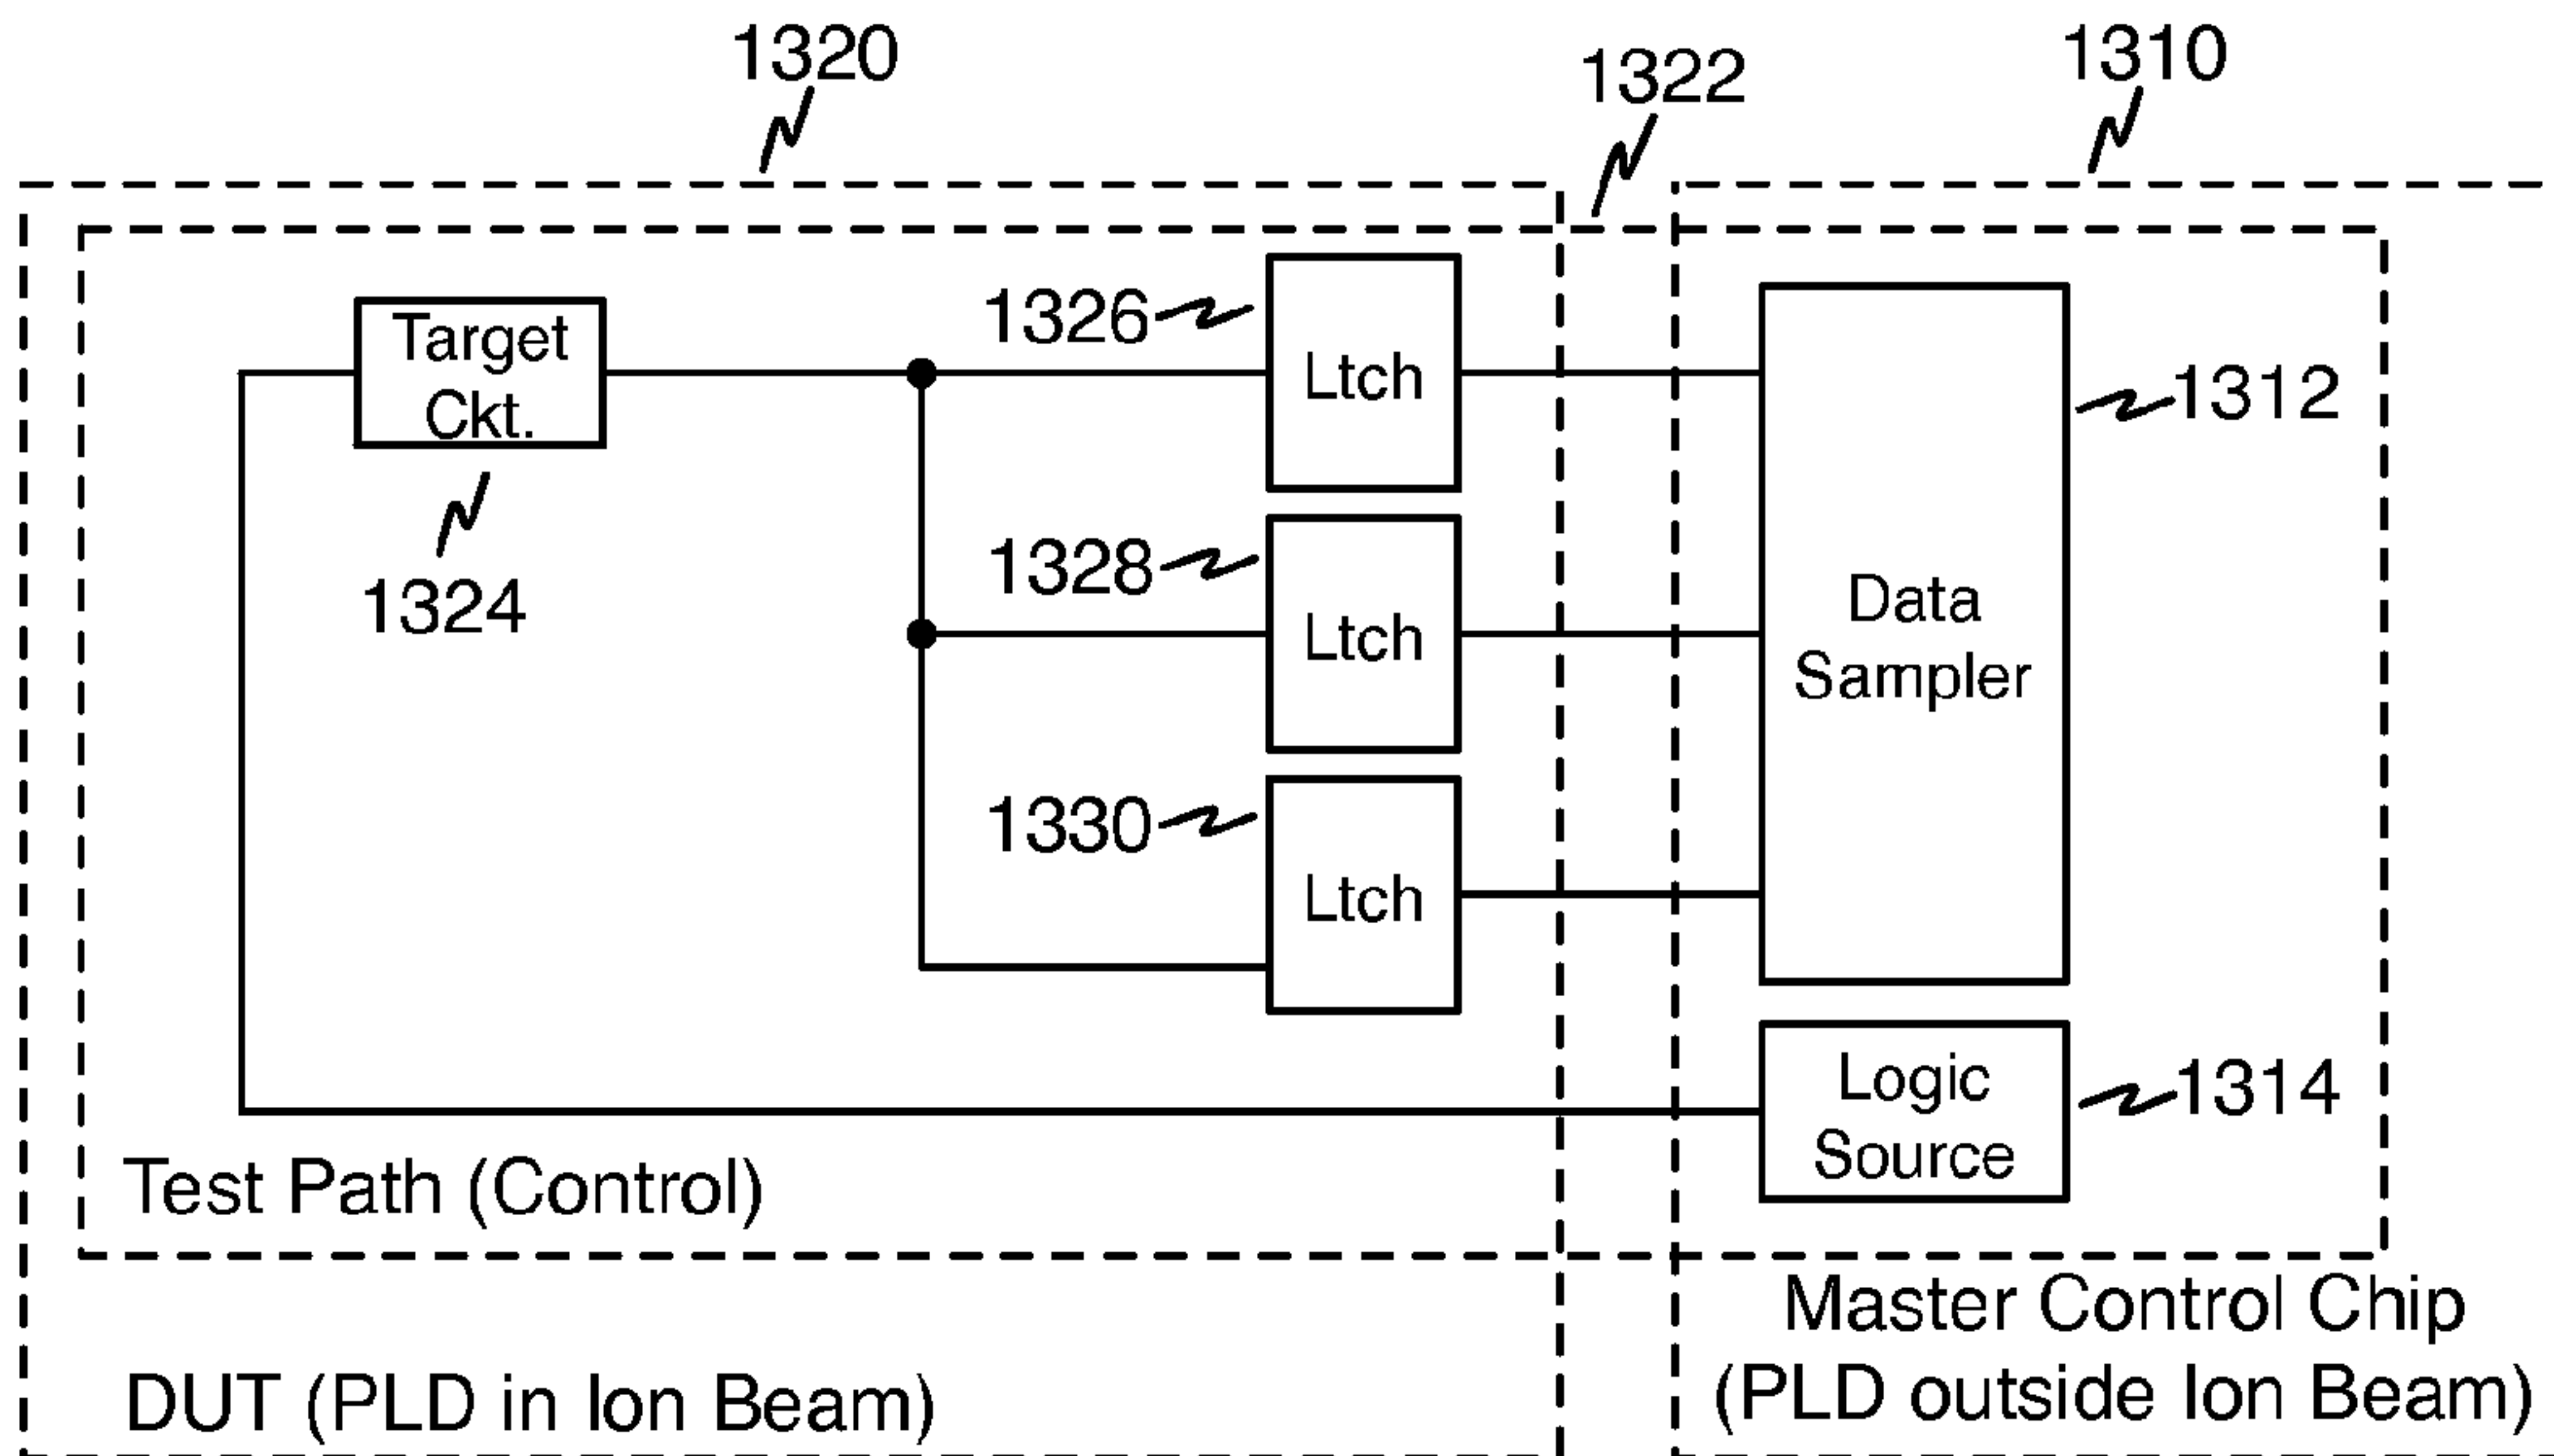 1320
1322
1310
Target
Ckt.
1324
1326
Ltch
1328
Ltch
1330
Ltch
Data
Sampler
1312
Logic
Source
1314
Test Path (Control)
DUT (PLD in Ion Beam)
Master Control Chip
(PLD outside Ion Beam)